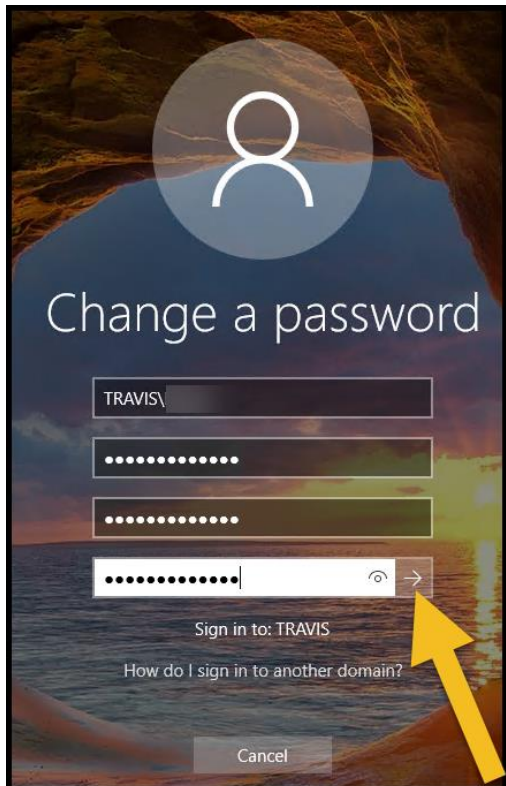 Change a password
TRAVIS\
•••••••••••••
•••••••••••••
•••••••••••••
Sign in to: TRAVIS
How do I sign in to another domain?
Cancel